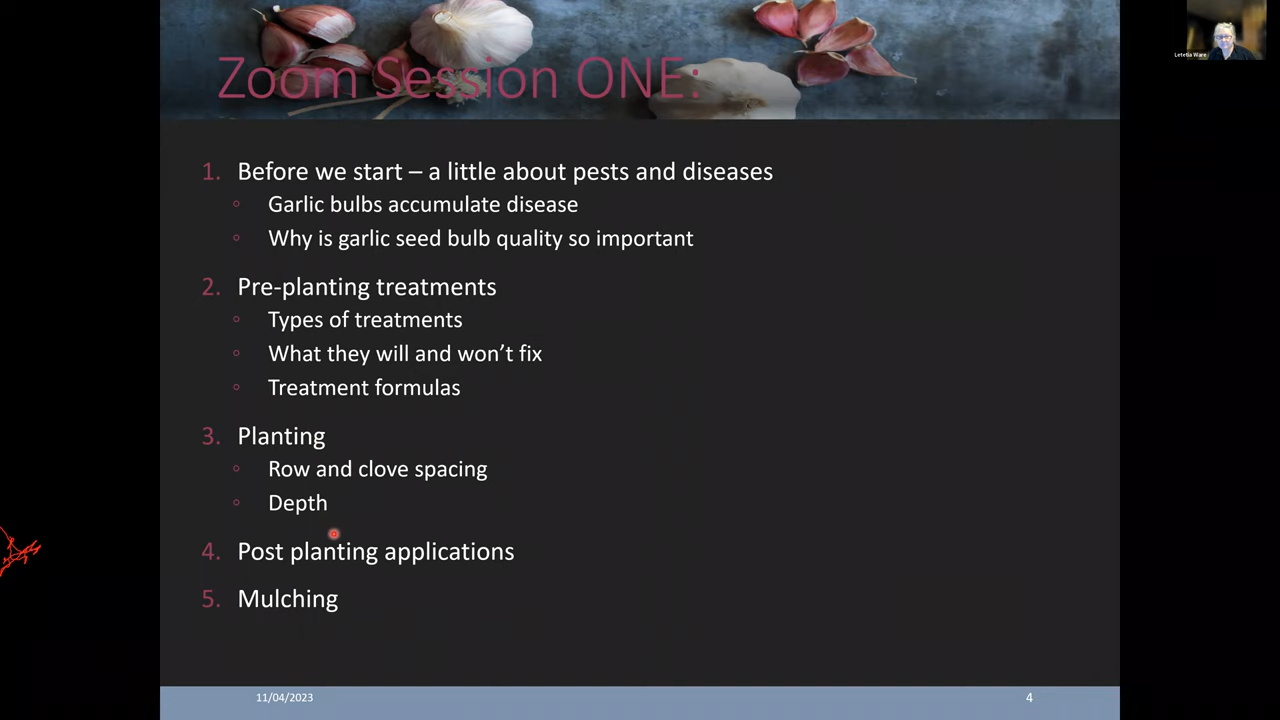 Letetia Ware
Zoom Session ONE:
1. Before we start – a little about pests and diseases
◦ Garlic bulbs accumulate disease
◦ Why is garlic seed bulb quality so important
2. Pre-planting treatments
◦ Types of treatments
◦ What they will and won’t fix
◦ Treatment formulas
3. Planting
◦ Row and clove spacing
◦ Depth
4. Post planting applications
5. Mulching
11/04/2023
4